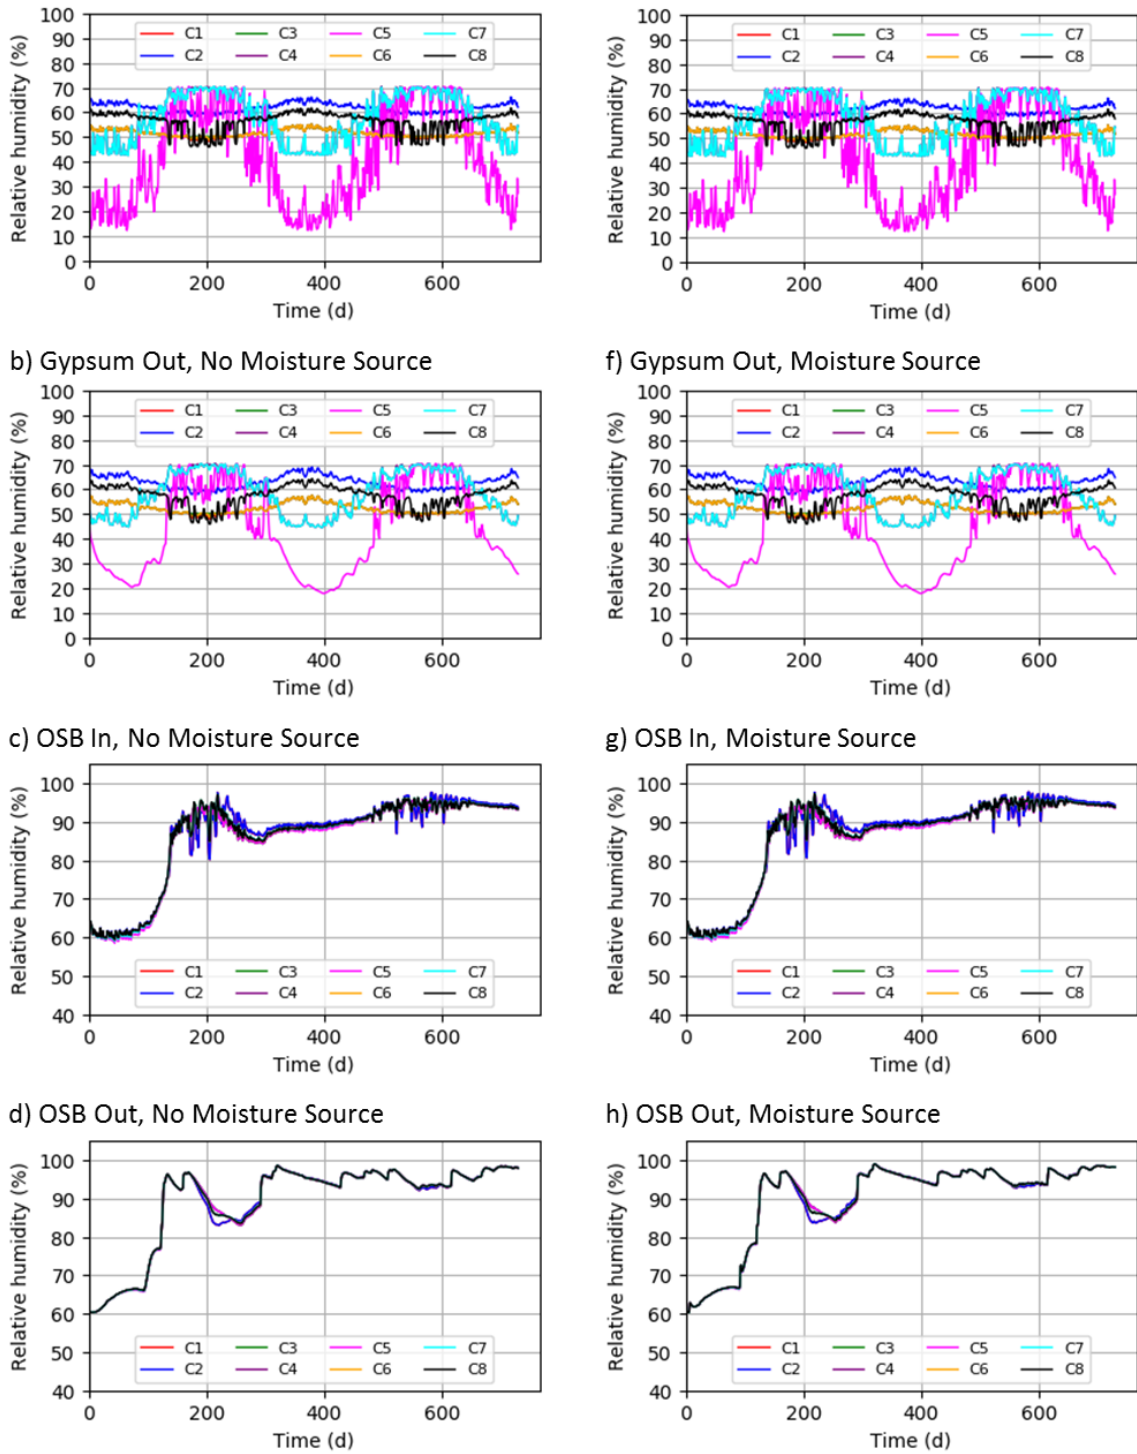 100
90
80
70
60
50
40
30
20
10
0
Relative humidity (%)
C1 C3 C5 C7
C2 C4 C6 C8
0 200 400 600
Time (d)
100
90
80
70
60
50
40
30
20
10
0
Relative humidity (%)
C1 C3 C5 C7
C2 C4 C6 C8
0 200 400 600
Time (d)
b) Gypsum Out, No Moisture Source
100
90
80
70
60
50
40
30
20
10
0
Relative humidity (%)
C1 C3 C5 C7
C2 C4 C6 C8
0 200 400 600
Time (d)
f) Gypsum Out, Moisture Source
100
90
80
70
60
50
40
30
20
10
0
Relative humidity (%)
C1 C3 C5 C7
C2 C4 C6 C8
0 200 400 600
Time (d)
c) OSB In, No Moisture Source
100
90
80
70
60
50
40
Relative humidity (%)
C1 C3 C5 C7
C2 C4 C6 C8
0 200 400 600
Time (d)
g) OSB In, Moisture Source
100
90
80
70
60
50
40
Relative humidity (%)
C1 C3 C5 C7
C2 C4 C6 C8
0 200 400 600
Time (d)
d) OSB Out, No Moisture Source
100
90
80
70
60
50
40
Relative humidity (%)
C1 C3 C5 C7
C2 C4 C6 C8
0 200 400 600
Time (d)
h) OSB Out, Moisture Source
100
90
80
70
60
50
40
Relative humidity (%)
C1 C3 C5 C7
C2 C4 C6 C8
0 200 400 600
Time (d)